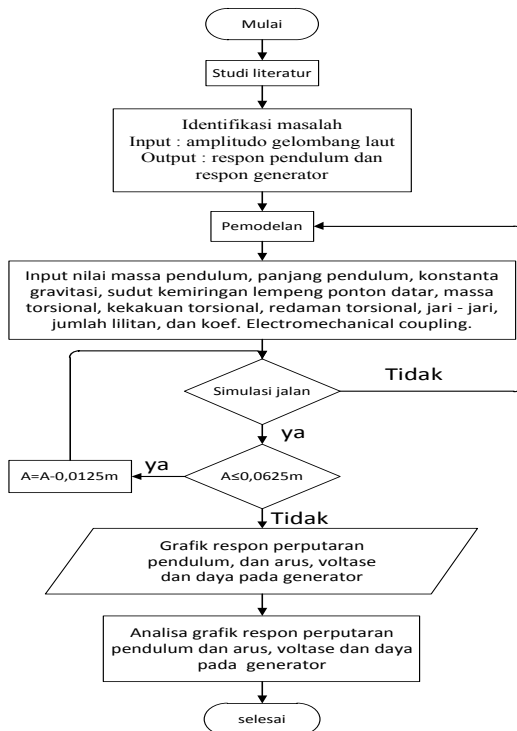 Mulai
Studi literatur
Identifikasi masalah
Input : amplitudo gelombang laut
Output : respon pendulum dan
respon generator
Pemodelan
Input nilai massa pendulum, panjang pendulum, konstanta
gravitasi, sudut kemiringan lempeng ponton datar, massa
torsional, kekakuan torsional, redaman torsional, jari - jari,
jumlah lilitan, dan koef. Electromechanical coupling.
Simulasi jalan
Tidak
ya
A≤0,0625m
ya
A=A-0,0125m
Tidak
Grafik respon perputaran
pendulum, dan arus, voltase
dan daya pada generator
Analisa grafik respon perputaran
pendulum dan arus, voltase dan daya
pada generator
selesai